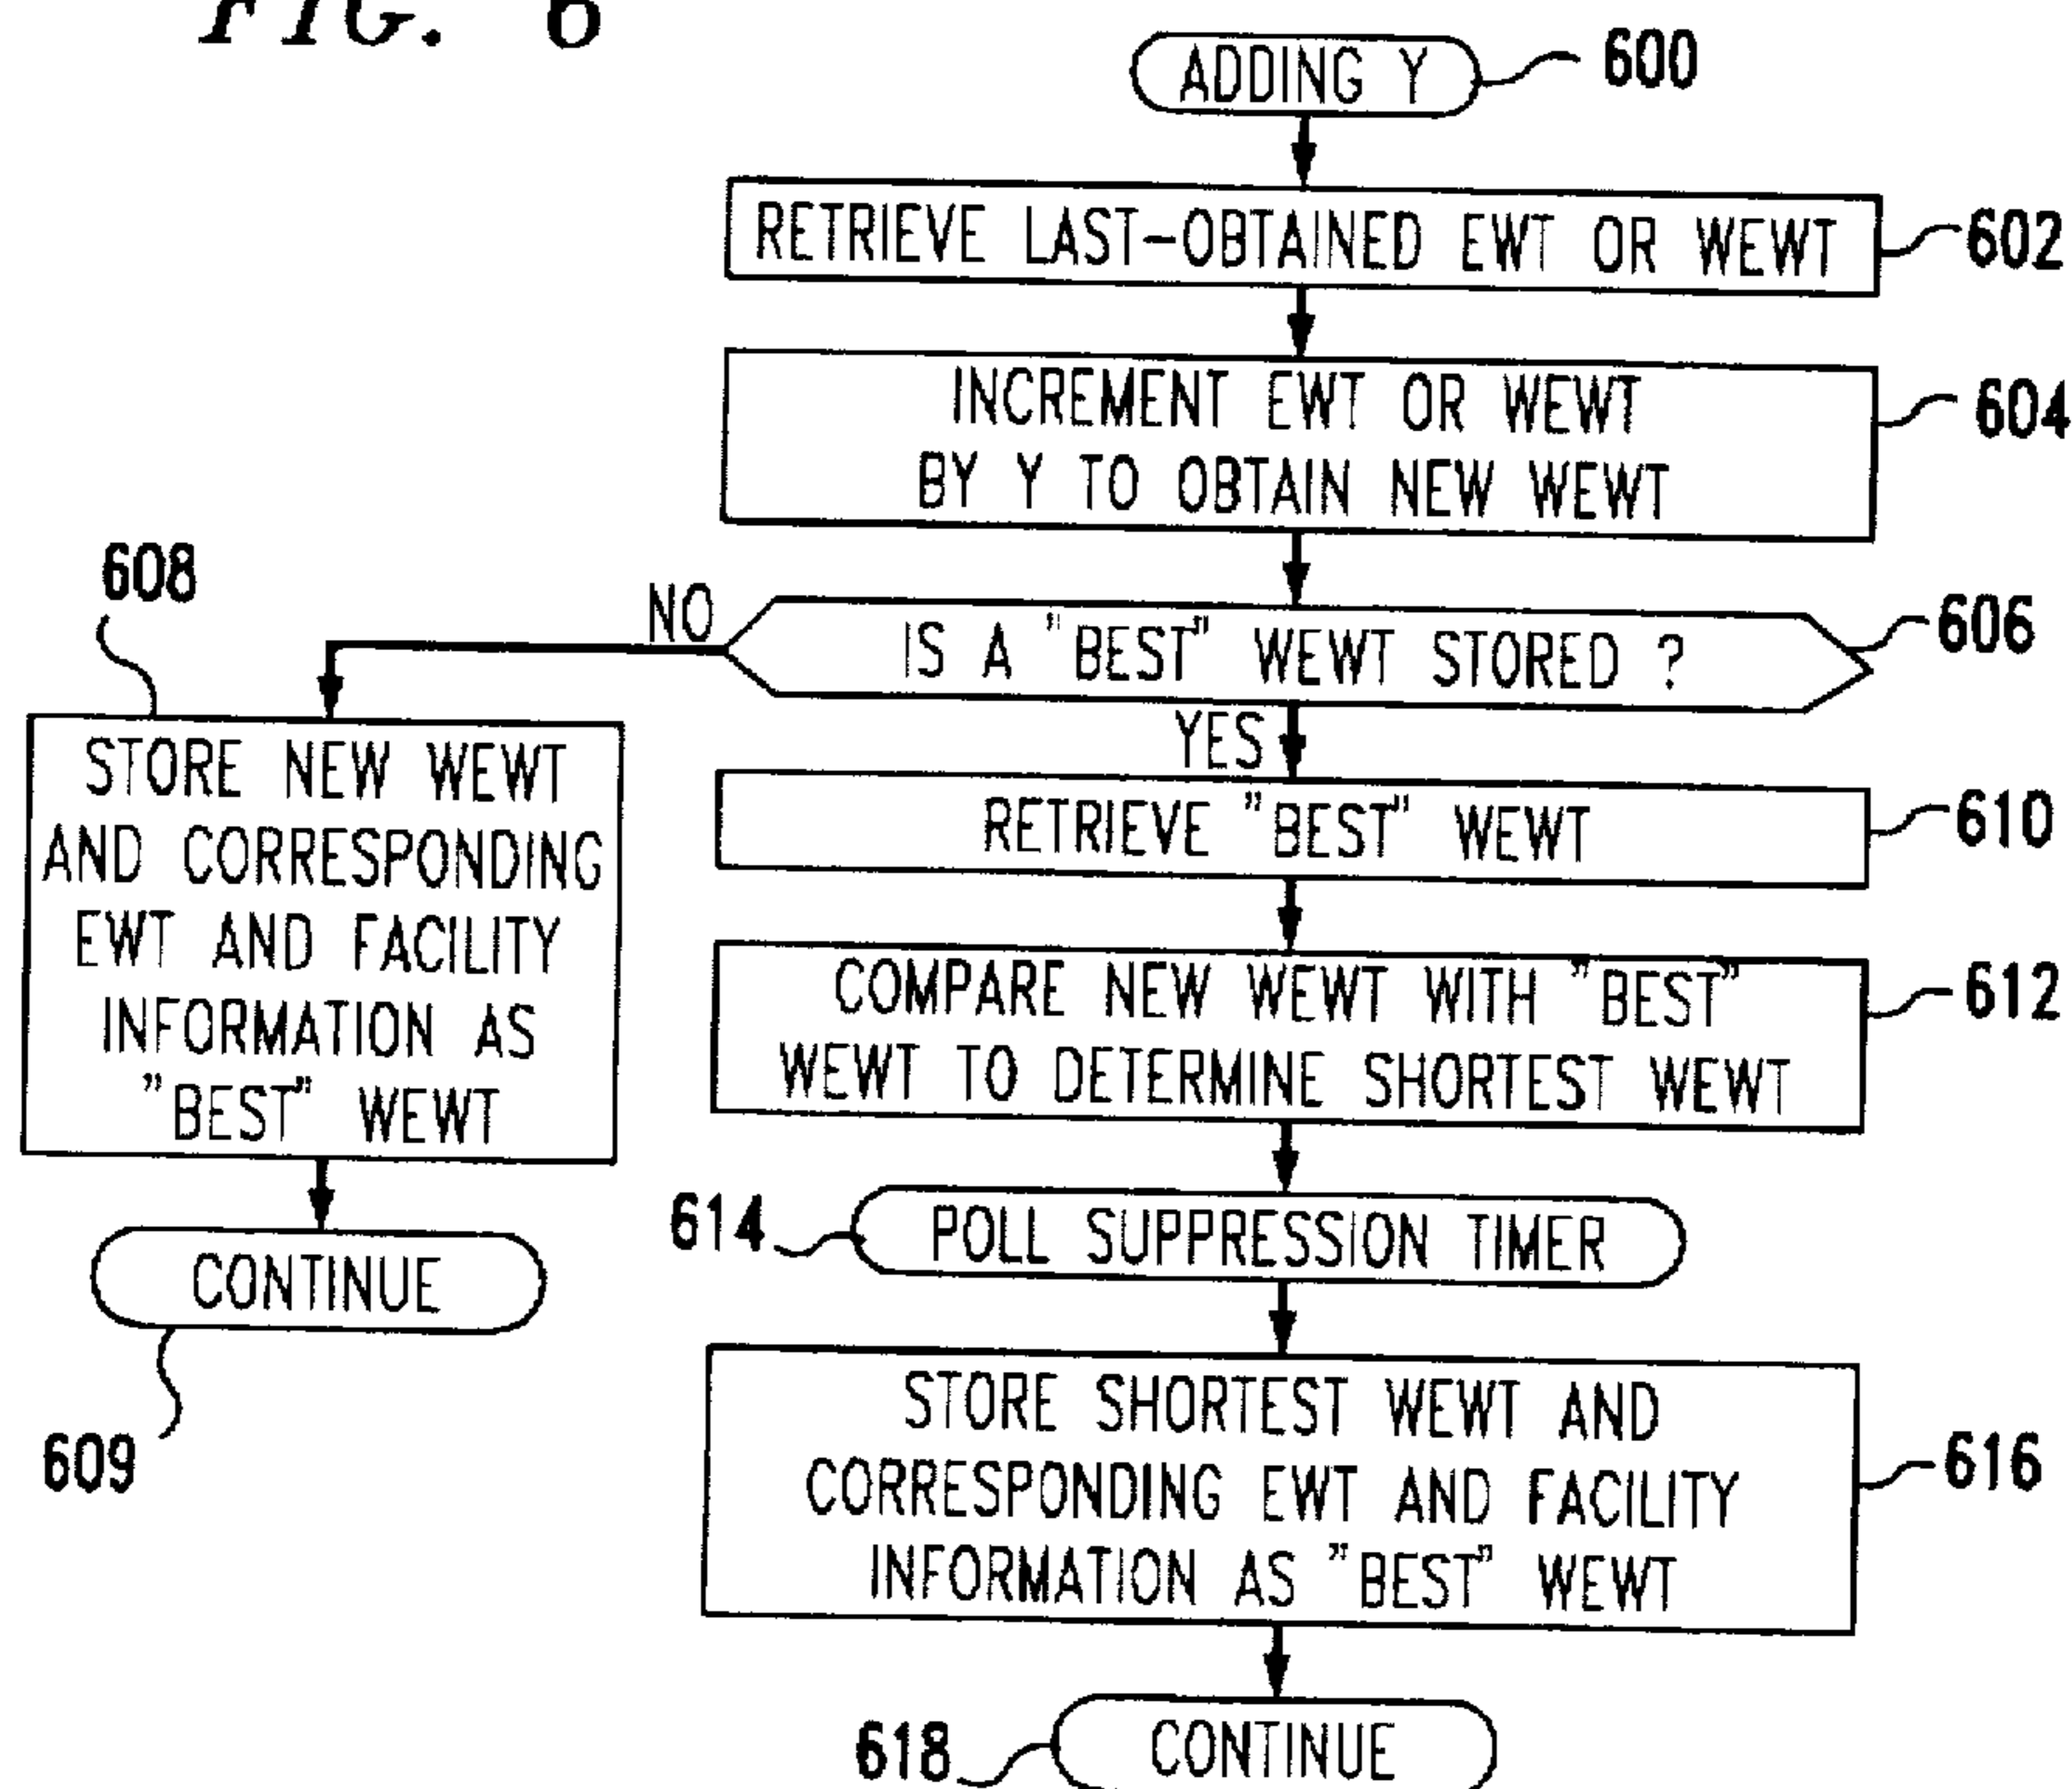 FIG. 6
ADDING Y
600
RETRIEVE LAST-OBTAINED EWT OR WEWT
602
INCREMENT EWT OR WEWT
BY Y TO OBTAIN NEW WEWT
604
IS A "BEST" WEWT STORED ?
606
NO
YES
608
STORE NEW WEWT
AND CORRESPONDING
EWT AND FACILITY
INFORMATION AS
"BEST" WEWT
CONTINUE
609
RETRIEVE "BEST" WEWT
610
COMPARE NEW WEWT WITH "BEST"
WEWT TO DETERMINE SHORTEST WEWT
612
614
POLL SUPPRESSION TIMER
STORE SHORTEST WEWT AND
CORRESPONDING EWT AND FACILITY
INFORMATION AS "BEST" WEWT
616
618
CONTINUE